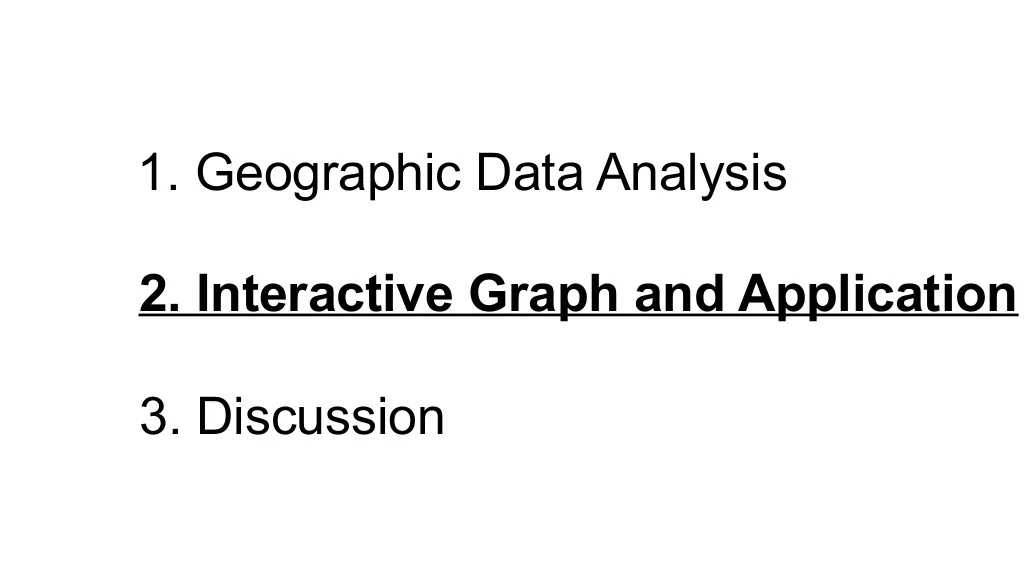 1. Geographic Data Analysis
2. Interactive Graph and Application
3. Discussion